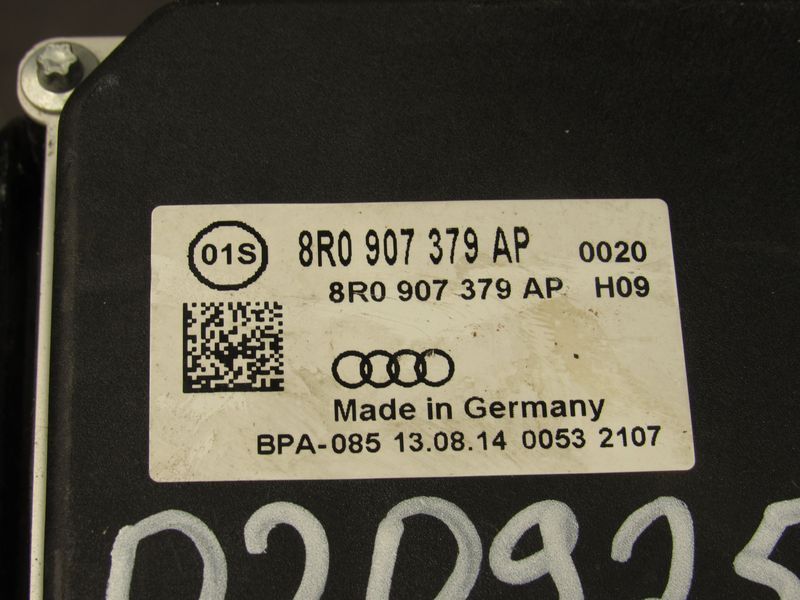 01S 8R0 907 379 AP 0020
8R0 907 379 AP H09
Made in Germany
BPA-085 13.08.14 0053 2107